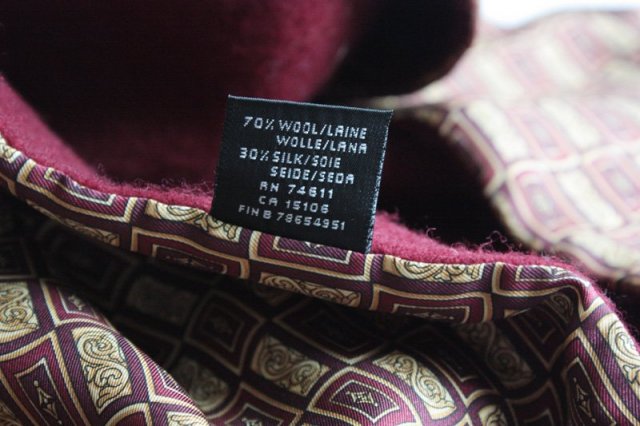 70% WOOL/LAINE
WOLLE/LANA
30% SILK/SOIE
SEIDE/SEDA
RN 74611
CA 15106
FIN B 78654951